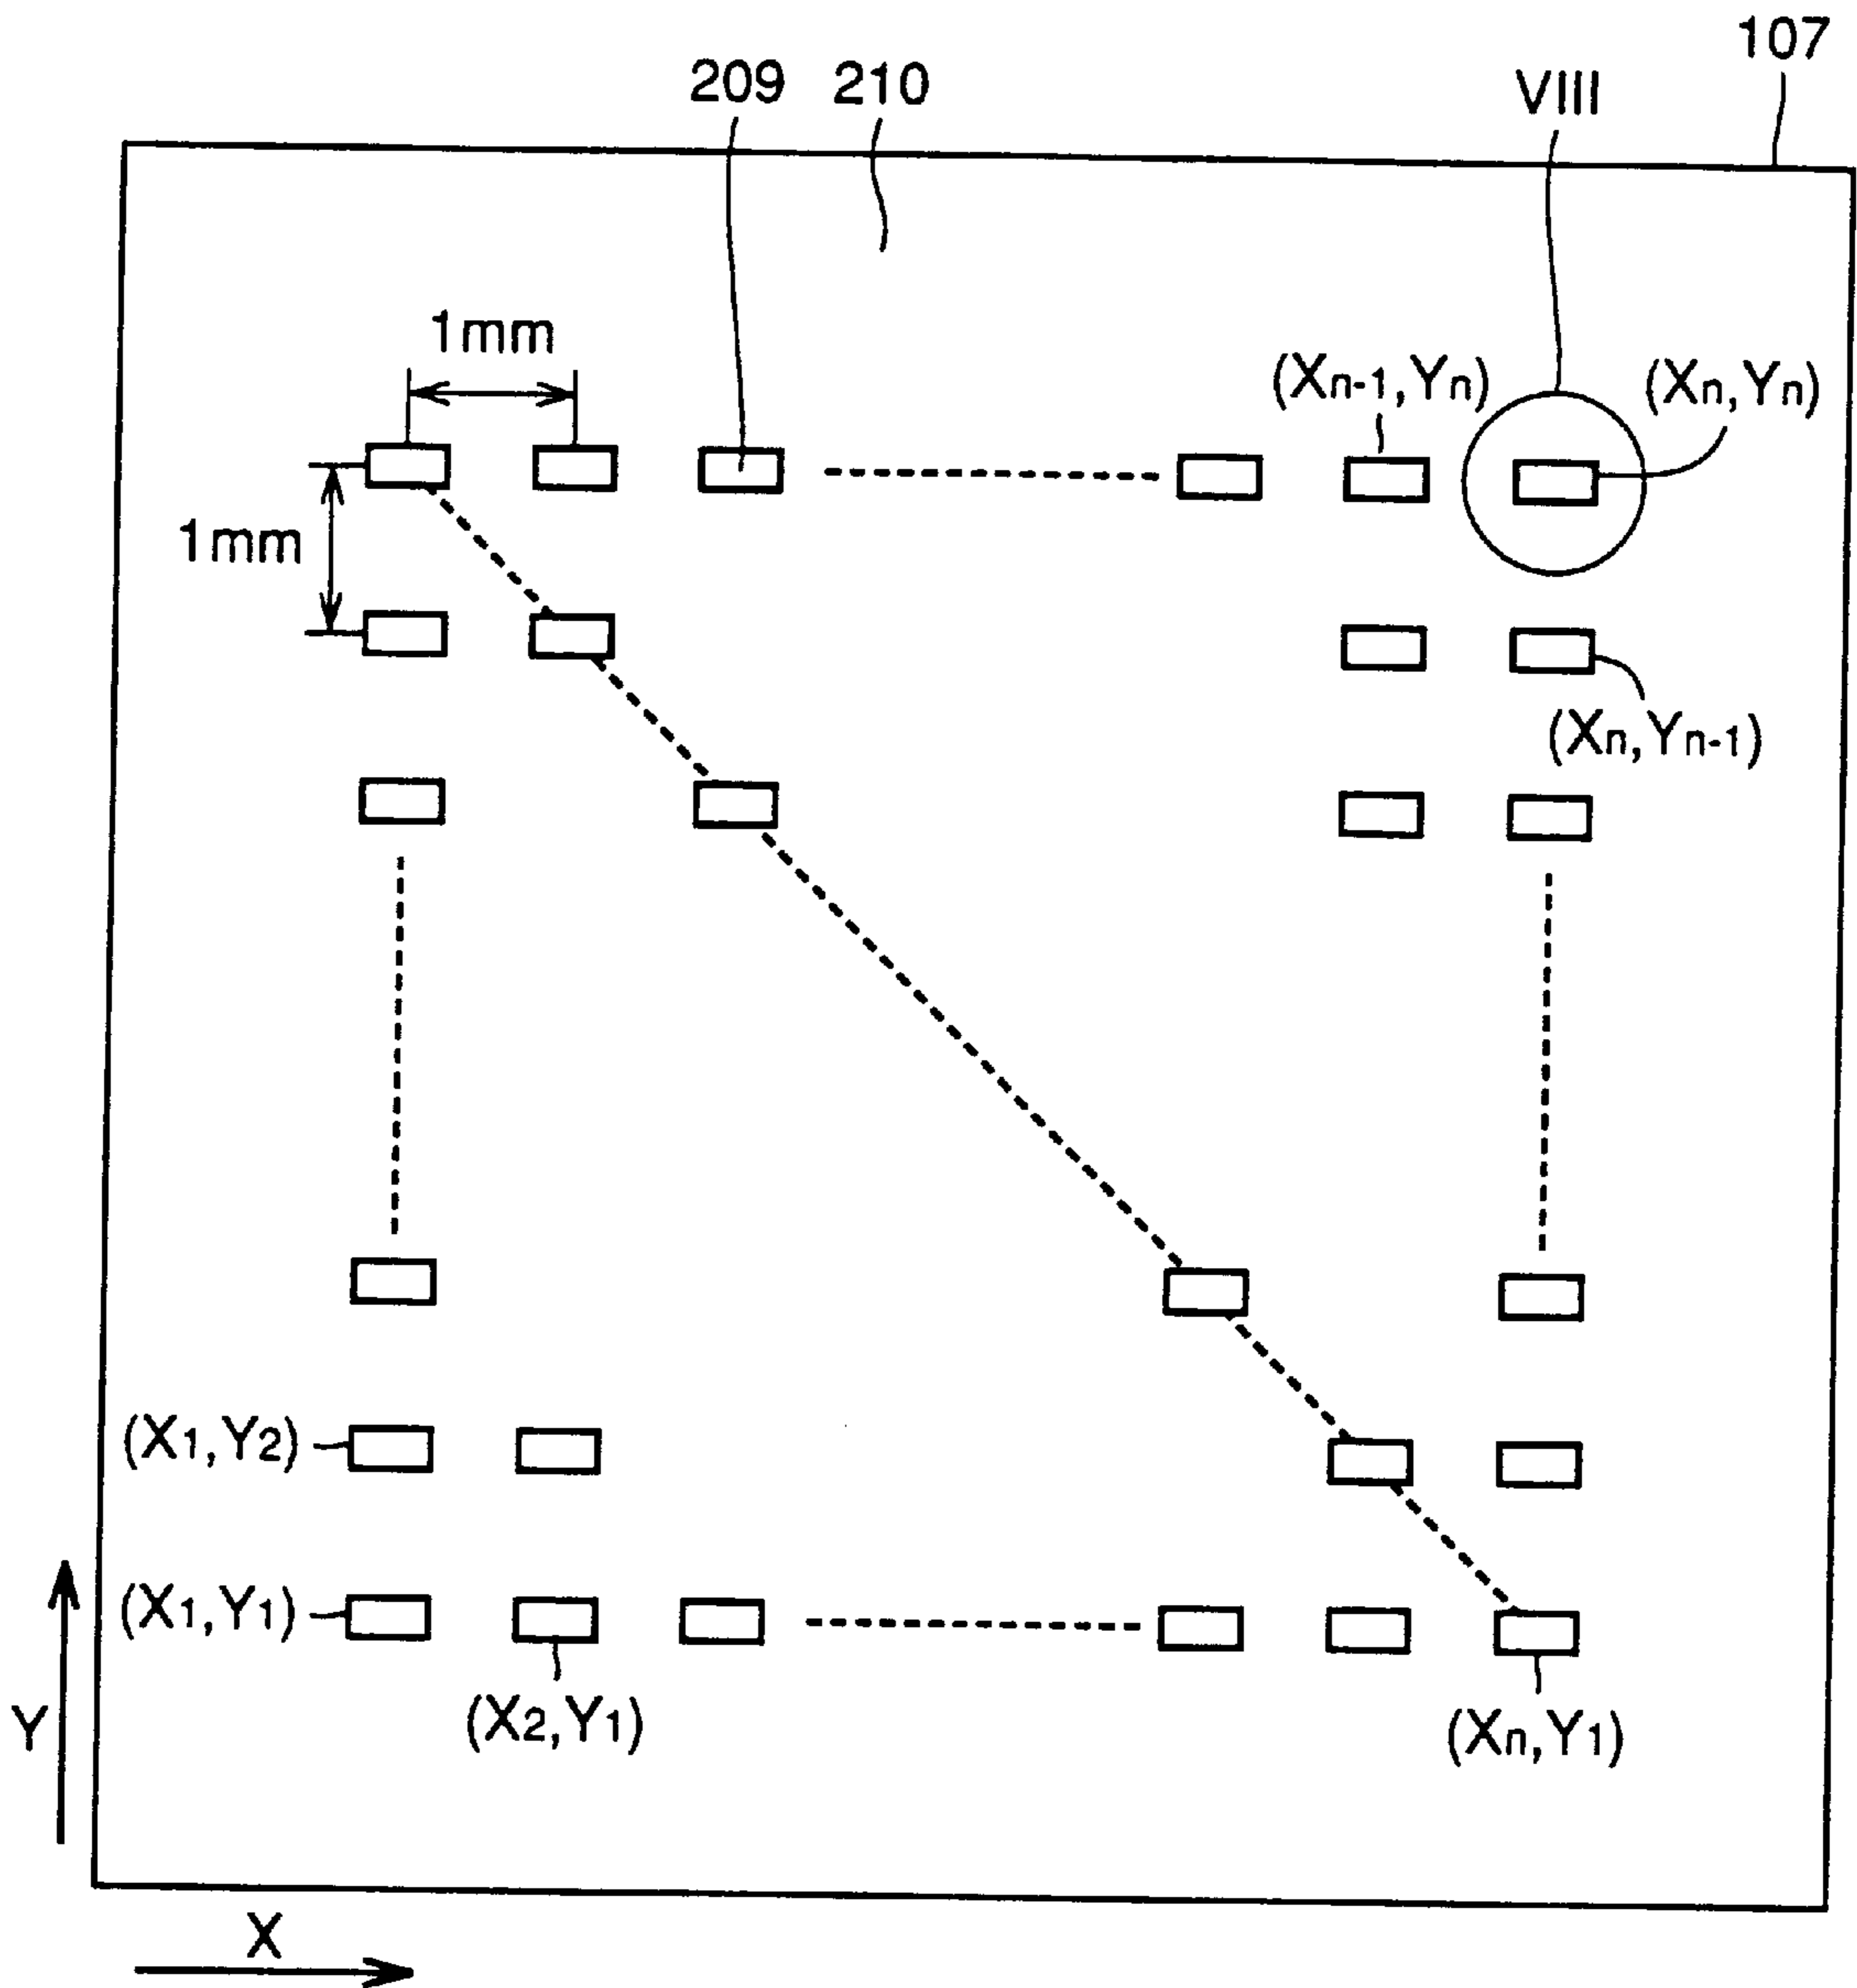 107
209 210 VIII
1mm
(Xn-1,Yn) (Xn,Yn)
1mm
(Xn,Yn-1)
(X1,Y2)
(X1,Y1)
(X2,Y1) (Xn,Y1)
Y
X